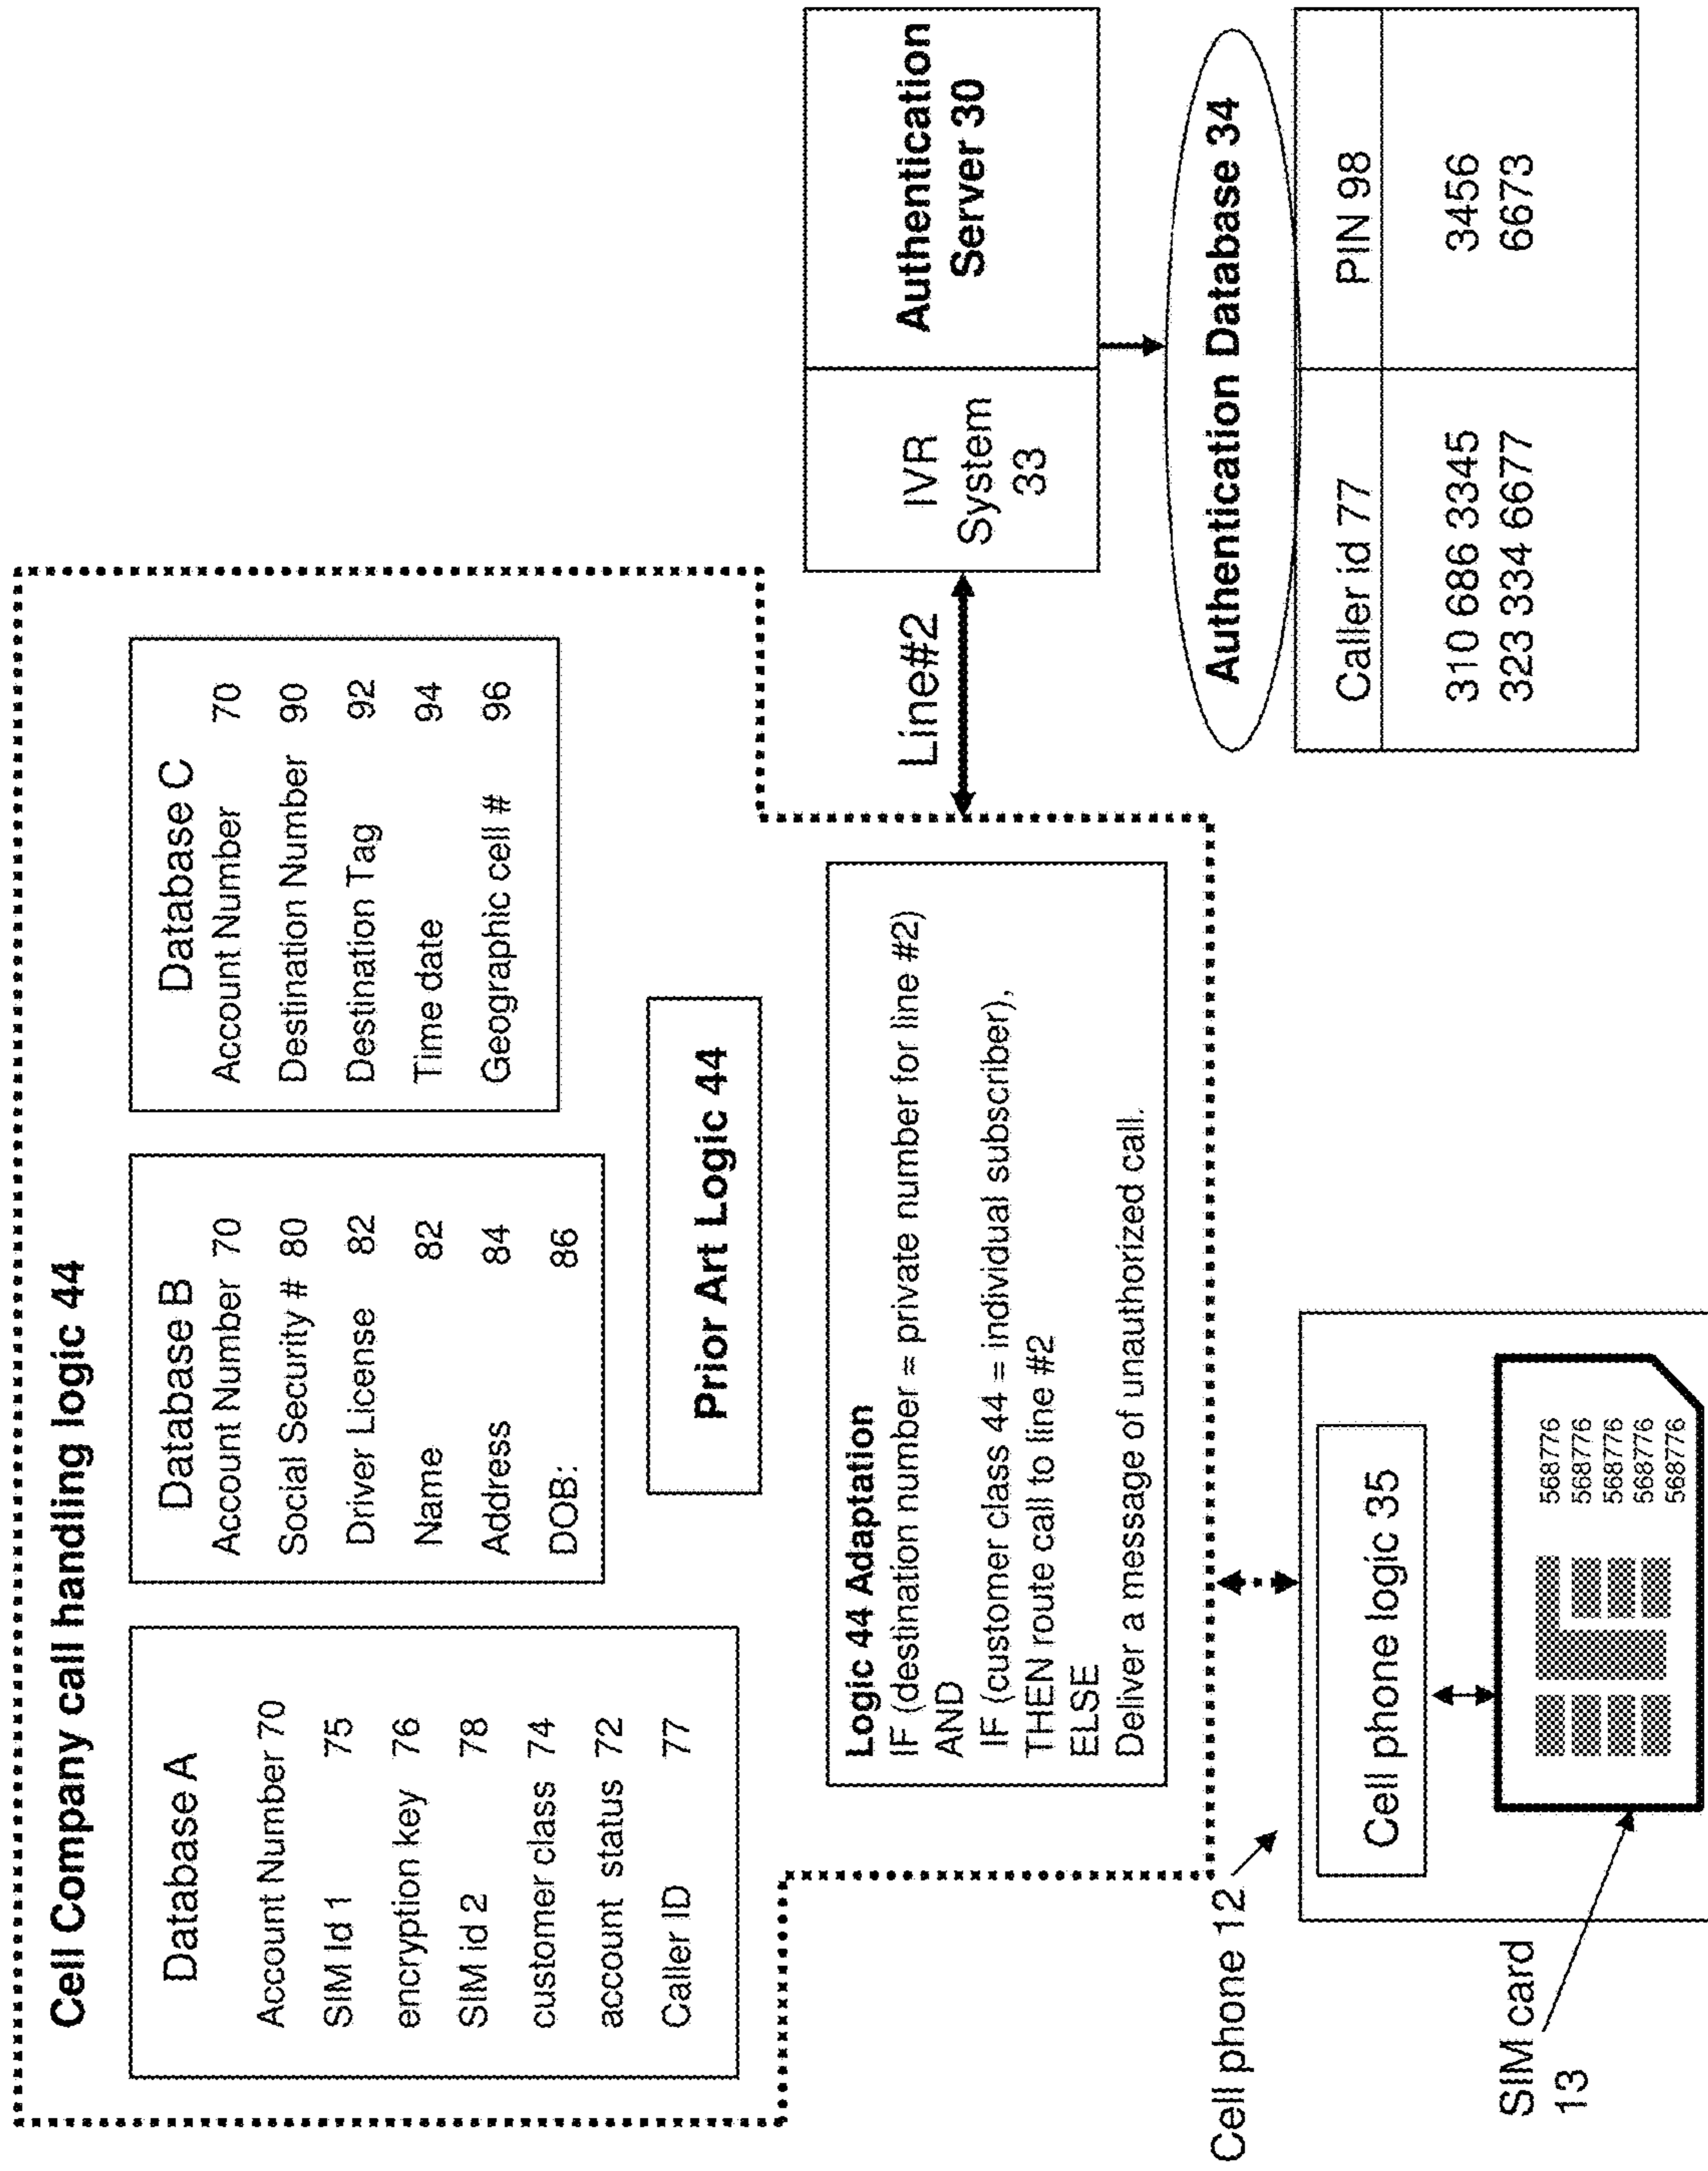 Cell Company call handling logic 44
Database A
Account Number 70
SIM Id 1 75
encryption key 76
SIM id 2 78
customer class 74
account status 72
Caller ID 77
Database B
Account Number 70
Social Security # 80
Driver License 82
Name 82
Address 84
DOB: 86
Database C
Account Number 70
Destination Number 90
Destination Tag 92
Time date 94
Geographic cell # 96
Prior Art Logic 44
Logic 44 Adaptation
IF (destination number = private number for line #2)
AND
IF (customer class 44 = individual subscriber),
THEN route call to line #2
ELSE
Deliver a message of unauthorized call.
Line#2
IVR
System
33
Authentication
Server 30
Authentication Database 34
Caller id 77 PIN 98
310 686 3345 3456
323 334 6677 6673
Cell phone 12
Cell phone logic 35
SIM card
13
568776
568776
568776
568776
568776